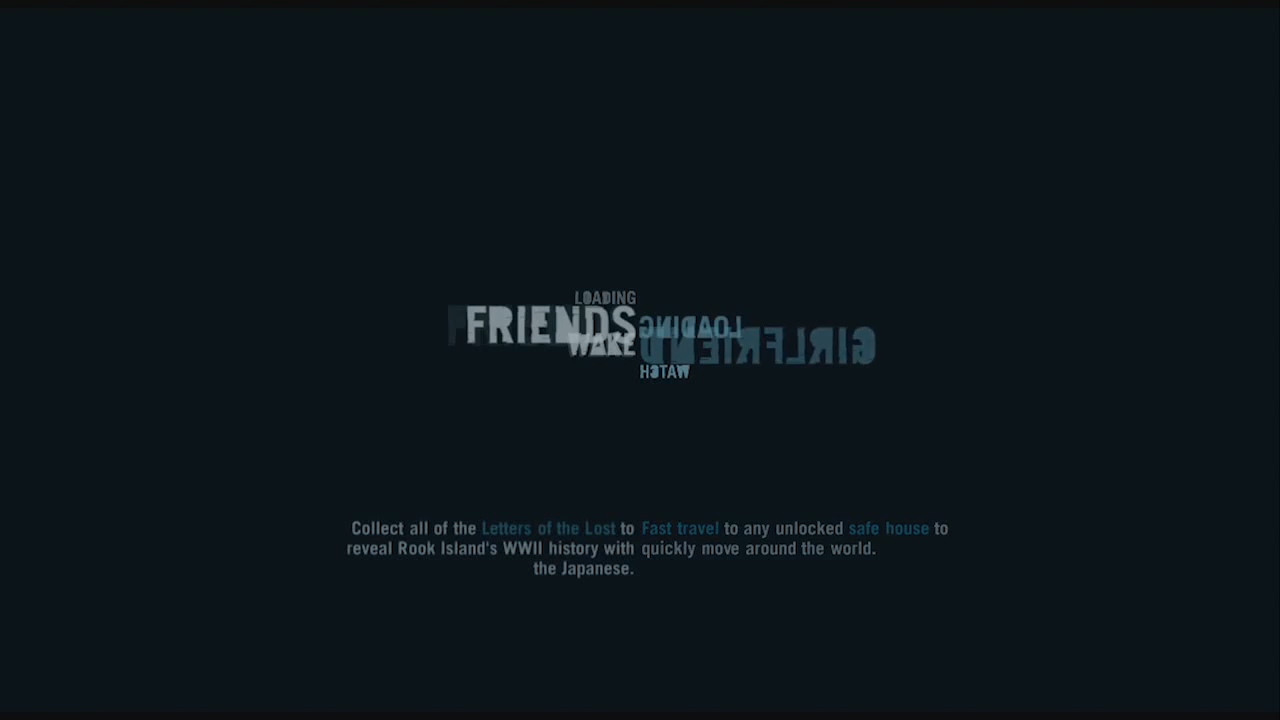 LOADING
FRIENDS
LOADING
WAKE
GIRLFRIEND
WATCH
Collect all of the Letters of the Lost to
reveal Rook Island's WWII history with
the Japanese.
Fast travel to any unlocked safe house to
quickly move around the world.